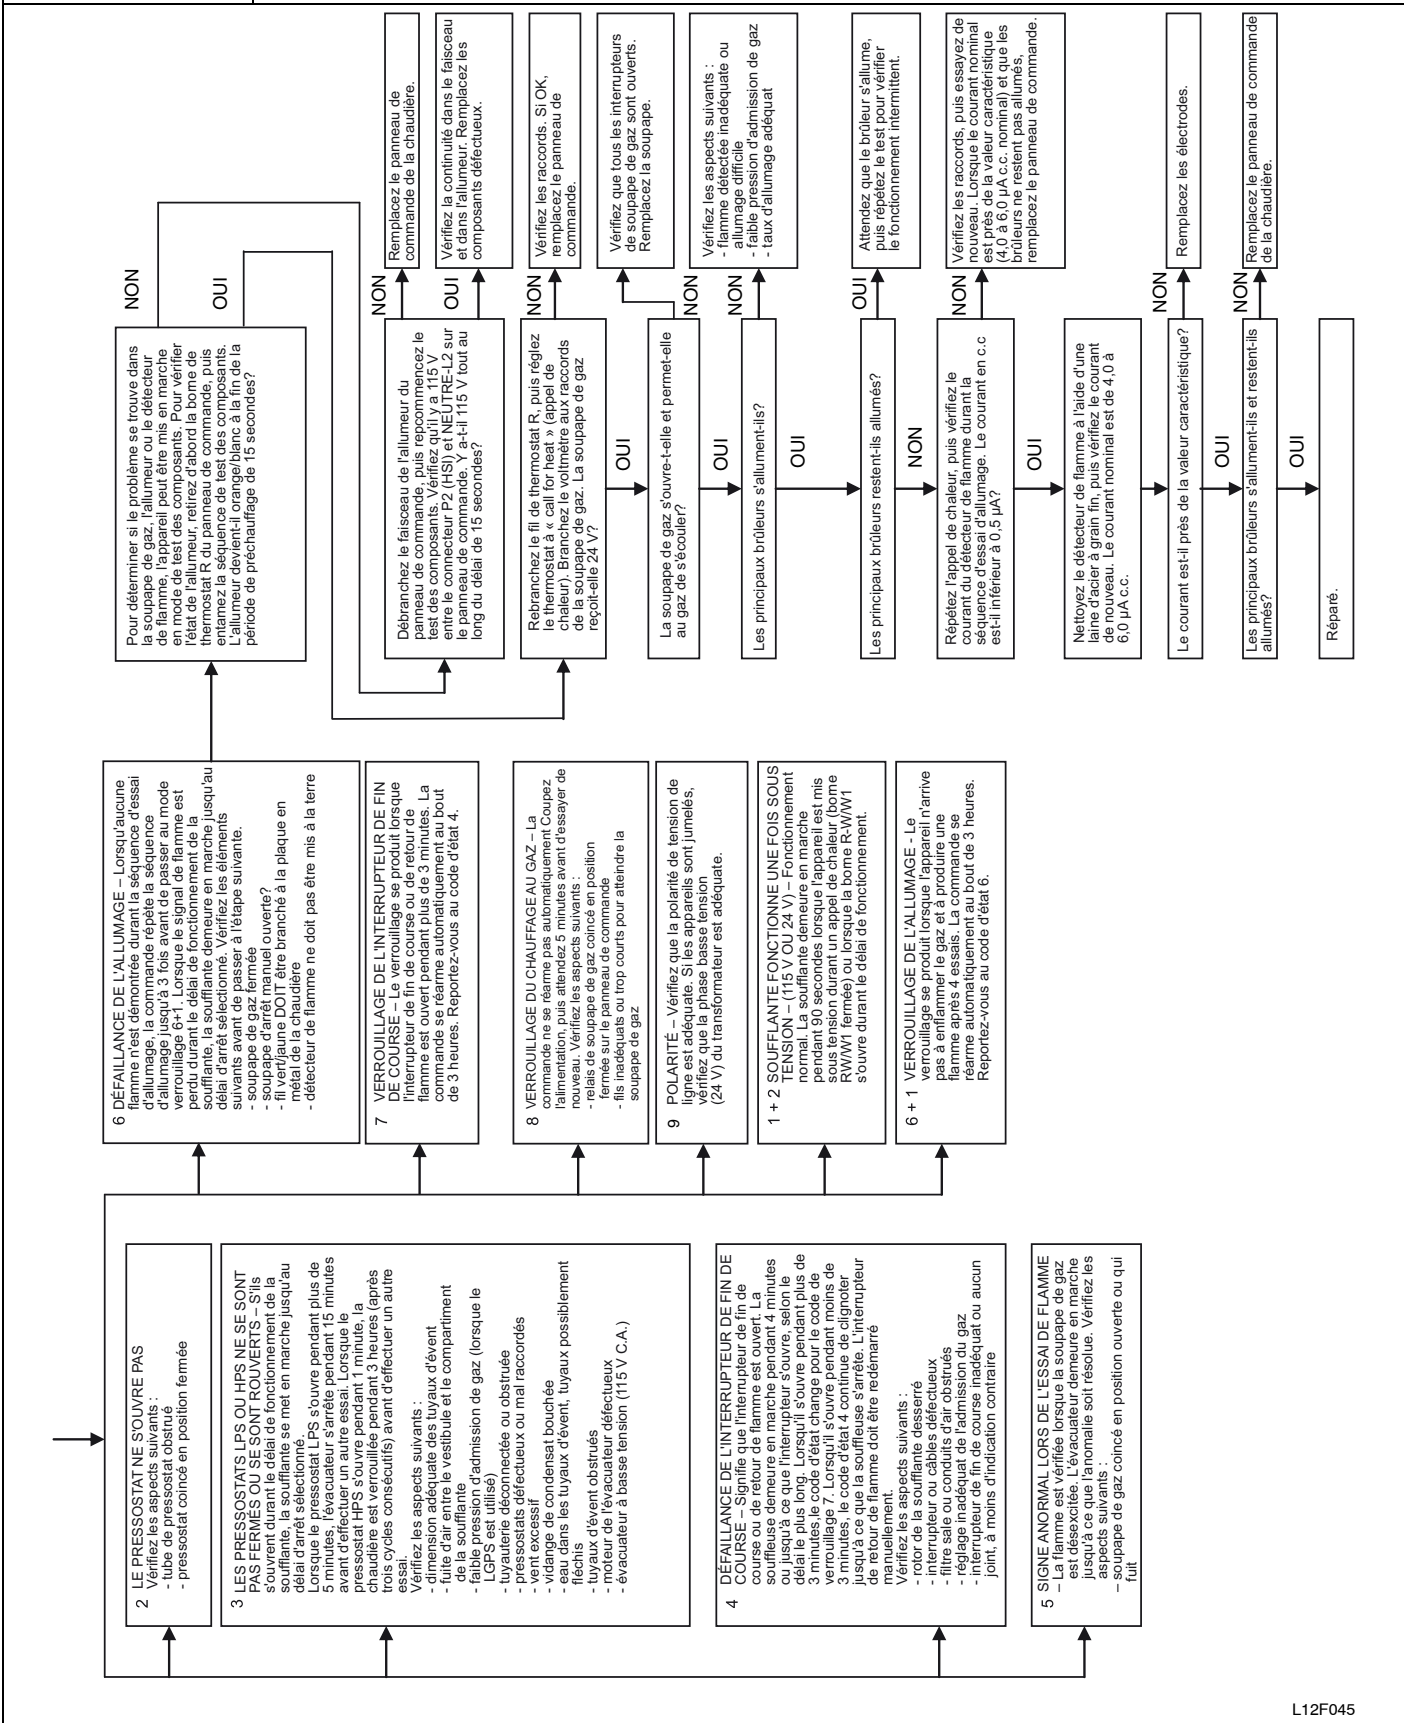 2 LE PRESSOSTAT NE S'OUVRE PAS
Vérifiez les aspects suivants :
- tube de pressostat obstrué
- pressostat coincé en position fermée
3 LES PRESSOSTATS LPS OU HPS NE SE SONT
PAS FERMÉS OU SE SONT ROUVERTS – S'ils
s'ouvrent durant le délai de fonctionnement de la
soufflante, la soufflante se met en marche jusqu'au
délai d'arrêt sélectionné.
Lorsque le pressostat LPS s'ouvre pendant plus de
5 minutes, l'évacuateur s'arrête pendant 15 minutes
avant d'effectuer un autre essai. Lorsque le
pressostat HPS s'ouvre pendant 1 minute, la
chaudière est verrouillée pendant 3 heures (après
trois cycles consécutifs) avant d'effectuer un autre
essai.
Vérifiez les aspects suivants :
- dimension adéquate des tuyaux d'évent
- fuite d'air entre le vestibule et le compartiment
de la soufflante
- faible pression d'admission de gaz (lorsque le
LGPS est utilisé)
- tuyauterie déconnectée ou obstruée
- pressostats défectueux ou mal raccordés
- vent excessif
- vidange de condensat bouchée
- eau dans les tuyaux d'évent, tuyaux possiblement
fléchis
- tuyaux d'évent obstrués
- moteur de l'évacuateur défectueux
- évacuateur à basse tension (115 V C.A.)
4 DÉFAILLANCE DE L'INTERRUPTEUR DE FIN DE
COURSE – Signifie que l'interrupteur de fin de
course ou de retour de flamme est ouvert. La
souffleuse demeure en marche pendant 4 minutes
ou jusqu'à ce que l'interrupteur s'ouvre, selon le
délai le plus long. Lorsqu'il s'ouvre pendant plus de
3 minutes,le code d'état change pour le code de
verrouillage 7. Lorsqu'il s'ouvre pendant moins de
3 minutes, le code d'état 4 continue de clignoter
jusqu'à ce que la souffleuse s'arrête. L'interrupteur
de retour de flamme doit être redémarré
manuellement.
Vérifiez les aspects suivants :
- rotor de la soufflante desserré
- interrupteur ou câbles défectueux
- filtre sale ou conduits d'air obstrués
- réglage inadéquat de l'admission du gaz
- interrupteur de fin de course inadéquat ou aucun
joint, à moins d'indication contraire
5 SIGNE ANORMAL LORS DE L'ESSAI DE FLAMME
– La flamme est vérifiée lorsque la soupape de gaz
est désexcitée. L'évacuateur demeure en marche
jusqu'à ce que l'anomalie soit résolue. Vérifiez les
aspects suivants :
– soupape de gaz coincé en position ouverte ou qui
fuit
6 DÉFAILLANCE DE L'ALLUMAGE – Lorsqu'aucune
flamme n'est démontrée durant la séquence d'essai
d'allumage, la commande répète la séquence
d'allumage jusqu'à 3 fois avant de passer au mode
verrouillage 6+1. Lorsque le signal de flamme est
perdu durant le délai de fonctionnement de la
soufflante, la soufflante demeure en marche jusqu'au
délai d'arrêt sélectionné. Vérifiez les éléments
suivants avant de passer à l'étape suivante.
- soupape de gaz fermée
- soupape d'arrêt manuel ouverte?
- fil vert/jaune DOIT être branché à la plaque en
métal de la chaudière
- détecteur de flamme ne doit pas être mis à la terre
7 VERROUILLAGE DE L'INTERRUPTEUR DE FIN
DE COURSE – Le verrouillage se produit lorsque
l'interrupteur de fin de course ou de retour de
flamme est ouvert pendant plus de 3 minutes. La
commande se réarme automatiquement au bout
de 3 heures. Reportez-vous au code d'état 4.
8 VERROUILLAGE DU CHAUFFAGE AU GAZ – La
commande ne se réarme pas automatiquement Coupez
l'alimentation, puis attendez 5 minutes avant d'essayer de
nouveau. Vérifiez les aspects suivants :
- relais de soupape de gaz coincé en position
fermée sur le panneau de commande
- fils inadéquats ou trop courts pour atteindre la
soupape de gaz
9 POLARITÉ – Vérifiez que la polarité de tension de
ligne est adéquate. Si les appareils sont jumelés,
vérifiez que la phase basse tension
(24 V) du transformateur est adéquate.
1 + 2 SOUFFLANTE FONCTIONNE UNE FOIS SOUS
TENSION – (115 V OU 24 V) – Fonctionnement
normal. La soufflante demeure en marche
pendant 90 secondes lorsque l'appareil est mis
sous tension durant un appel de chaleur (borne
RW/W1 fermée) ou lorsque la borne R-W/W1
s'ouvre durant le délai de fonctionnement.
6 + 1 VERROUILLAGE DE L'ALLUMAGE - Le
verrouillage se produit lorsque l'appareil n'arrive
pas à enflammer le gaz et à produire une
flamme après 4 essais. La commande se
réarme automatiquement au bout de 3 heures.
Reportez-vous au code d'état 6.
Pour déterminer si le problème se trouve dans
la soupape de gaz, l'allumeur ou le détecteur
de flamme, l'appareil peut être mis en marche
en mode de test des composants. Pour vérifier
l'état de l'allumeur, retirez d'abord la borne de
thermostat R du panneau de commande, puis
entamez la séquence de test des composants.
L'allumeur devient-il orange/blanc à la fin de la
période de préchauffage de 15 secondes?
NON
OUI
Débranchez le faisceau de l'allumeur du
panneau de commande, puis recommencez le
test des composants. Vérifiez qu'il y a 115 V
entre le connecteur P2 (HSI) et NEUTRE-L2 sur
le panneau de commande. Y a-t-il 115 V tout au
long du délai de 15 secondes?
NON
Remplacez le panneau de
commande de la chaudière.
OUI
Vérifiez la continuité dans le faisceau
et dans l'allumeur. Remplacez les
composants défectueux.
Rebranchez le fil de thermostat R, puis réglez
le thermostat à « call for heat » (appel de
chaleur). Branchez le voltmètre aux raccords
de la soupape de gaz. La soupape de gaz
reçoit-elle 24 V?
NON
Vérifiez les raccords. Si OK,
remplacez le panneau de
commande.
OUI
La soupape de gaz s'ouvre-t-elle et permet-elle
au gaz de s'écouler?
NON
Vérifiez que tous les interrupteurs
de soupape de gaz sont ouverts.
Remplacez la soupape.
OUI
Les principaux brûleurs s'allument-ils?
NON
Vérifiez les aspects suivants :
- flamme détectée inadéquate ou
allumage difficile
- faible pression d'admission de gaz
- taux d'allumage adéquat
OUI
Les principaux brûleurs restent-ils allumés?
OUI
Attendez que le brûleur s'allume,
puis répétez le test pour vérifier
le fonctionnement intermittent.
NON
Répétez l'appel de chaleur, puis vérifiez le
courant du détecteur de flamme durant la
séquence d'essai d'allumage. Le courant en c.c
est-il inférieur à 0,5 µA?
NON
Vérifiez les raccords, puis essayez de
nouveau. Lorsque le courant nominal
est près de la valeur caractéristique
(4,0 à 6,0 µA c.c. nominal) et que les
brûleurs ne restent pas allumés,
remplacez le panneau de commande.
OUI
Nettoyez le détecteur de flamme à l'aide d'une
laine d'acier à grain fin, puis vérifiez le courant
de nouveau. Le courant nominal est de 4,0 à
6,0 µA c.c.
Le courant est-il près de la valeur caractéristique?
NON
Remplacez les électrodes.
OUI
Les principaux brûleurs s'allument-ils et restent-ils
allumés?
NON
Remplacez le panneau de commande
de la chaudière.
OUI
Réparé.
L12F045